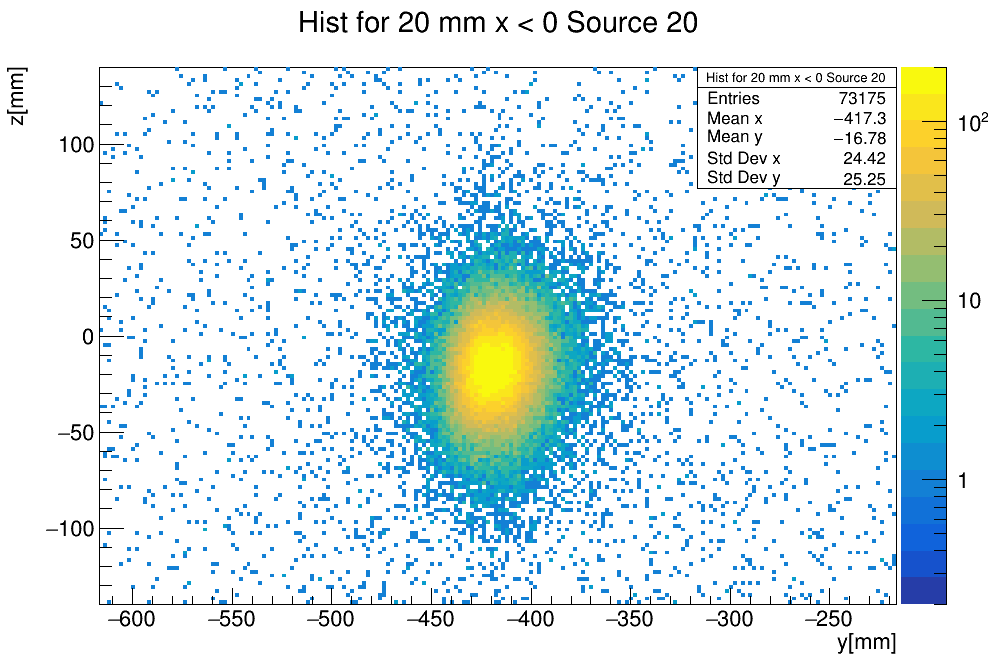 Hist for 20 mm x < 0 Source 20
z[mm]
Hist for 20 mm x < 0 Source 20
Entries 73175
Mean x −417.3
Mean y −16.78
Std Dev x 24.42
Std Dev y 25.25
100
50
0
−50
−100
−600 −550 −500 −450 −400 −350 −300 −250
y[mm]
10²
10
1